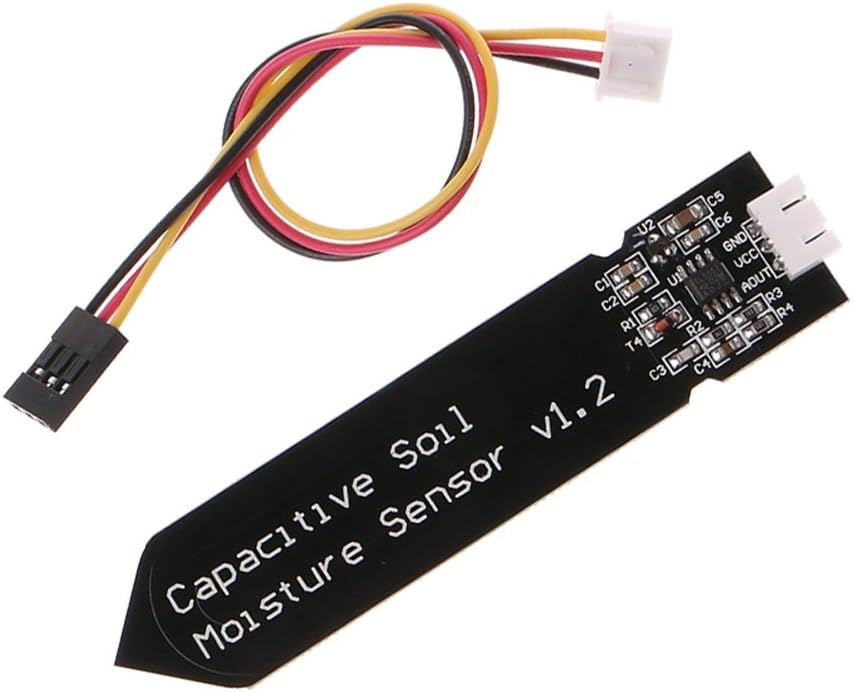 Capacitive Soil
Moisture Sensor v1.2
U2
C5
C6
GND
VCC
AOUT
C1
C2
U1
R1
T4
R2
R3
R4
C3
C4